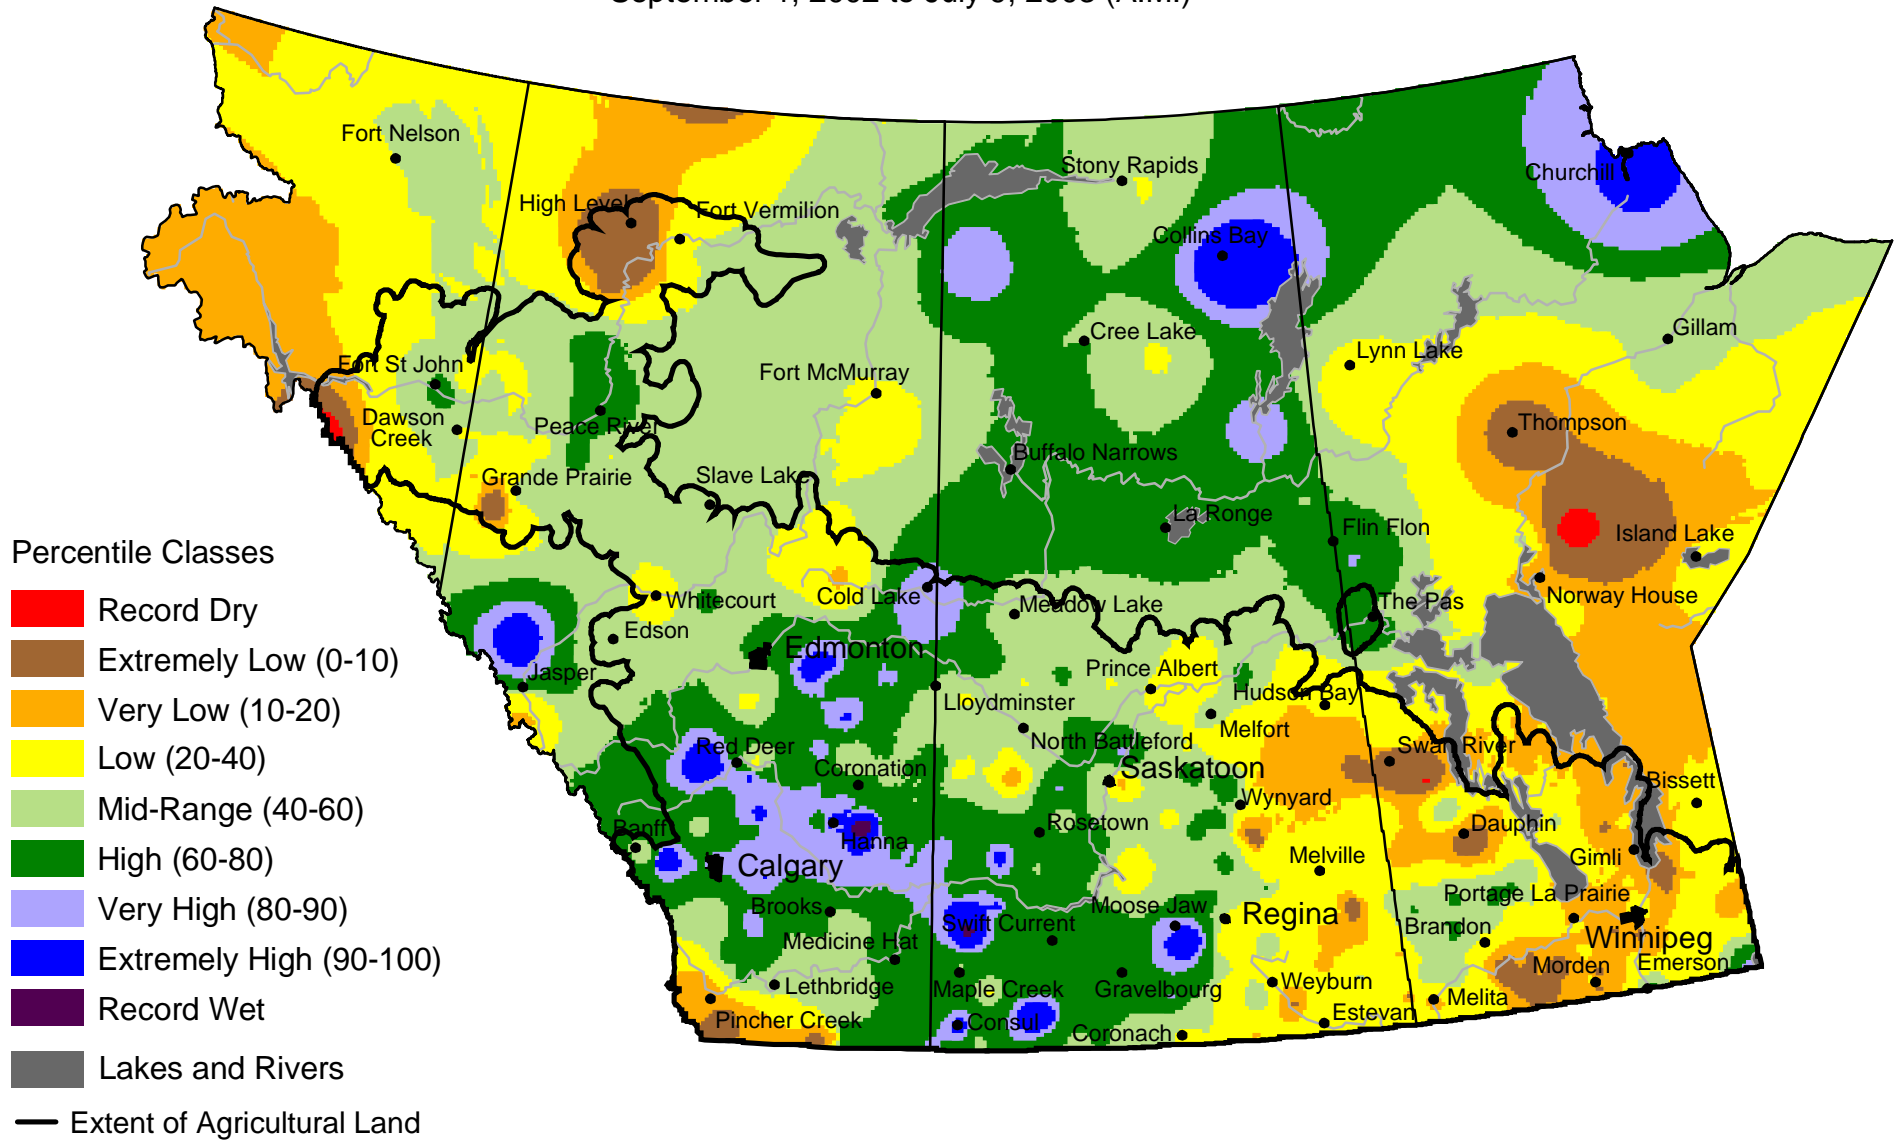 Fort Nelson
Churchill
Stony Rapids
High Level
Fort Vermilion
Collins Bay
Gillam
Cree Lake
Lynn Lake
Fort St John
Fort McMurray
Dawson
Creek
Peace River
Thompson
Buffalo Narrows
Grande Prairie
Slave Lake
La Ronge
Flin Flon
Island Lake
Whitecourt
Cold Lake
Meadow Lake
The Pas
Norway House
Edson
Edmonton
Jasper
Prince Albert
Hudson Bay
Lloydminster
Melfort
Red Deer
North Battleford
Swan River
Coronation
Saskatoon
Bissett
Wynyard
Banff
Hanna
Rosetown
Dauphin
Calgary
Melville
Gimli
Portage La Prairie
Brooks
Moose Jaw
Regina
Swift Current
Brandon
Medicine Hat
Winnipeg
Morden
Emerson
Lethbridge
Maple Creek
Gravelbourg
Weyburn
Melita
Pincher Creek
Consul
Coronach
Estevan
Percentile Classes
Record Dry
Extremely Low (0-10)
Very Low (10-20)
Low (20-40)
Mid-Range (40-60)
High (60-80)
Very High (80-90)
Extremely High (90-100)
Record Wet
Lakes and Rivers
Extent of Agricultural Land